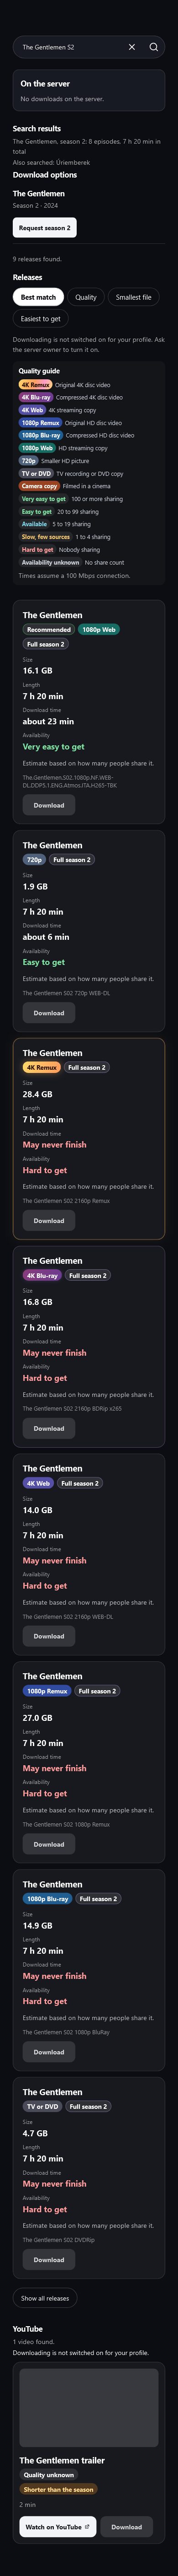 The Gentlemen S2
On the server
No downloads on the server.
Search results
The Gentlemen, season 2: 8 episodes, 7 h 20 min in
total
Also searched: Úriemberek
Download options
The Gentlemen
Season 2 · 2024
Request season 2
9 releases found.
Releases
Best match
Quality
Smallest file
Easiest to get
Downloading is not switched on for your profile. Ask
the server owner to turn it on.
Quality guide
4K Remux Original 4K disc video
4K Blu-ray Compressed 4K disc video
4K Web 4K streaming copy
1080p Remux Original HD disc video
1080p Blu-ray Compressed HD disc video
1080p Web HD streaming copy
720p Smaller HD picture
TV or DVD TV recording or DVD copy
Camera copy Filmed in a cinema
Very easy to get 100 or more sharing
Easy to get 20 to 99 sharing
Available 5 to 19 sharing
Slow, few sources 1 to 4 sharing
Hard to get Nobody sharing
Availability unknown No share count
Times assume a 100 Mbps connection.
The Gentlemen
Recommended 1080p Web
Full season 2
Size
16.1 GB
Length
7 h 20 min
Download time
about 23 min
Availability
Very easy to get
Estimate based on how many people share it.
The.Gentlemen.S02.1080p.NF.WEB-
DL.DDP5.1.ENG.Atmos.ITA.H265-TBK
Download
The Gentlemen
720p Full season 2
Size
1.9 GB
Length
7 h 20 min
Download time
about 6 min
Availability
Easy to get
Estimate based on how many people share it.
The Gentlemen S02 720p WEB-DL
Download
The Gentlemen
4K Remux Full season 2
Size
28.4 GB
Length
7 h 20 min
Download time
May never finish
Availability
Hard to get
Estimate based on how many people share it.
The Gentlemen S02 2160p Remux
Download
The Gentlemen
4K Blu-ray Full season 2
Size
16.8 GB
Length
7 h 20 min
Download time
May never finish
Availability
Hard to get
Estimate based on how many people share it.
The Gentlemen S02 2160p BDRip x265
Download
The Gentlemen
4K Web Full season 2
Size
14.0 GB
Length
7 h 20 min
Download time
May never finish
Availability
Hard to get
Estimate based on how many people share it.
The Gentlemen S02 2160p WEB-DL
Download
The Gentlemen
1080p Remux Full season 2
Size
27.0 GB
Length
7 h 20 min
Download time
May never finish
Availability
Hard to get
Estimate based on how many people share it.
The Gentlemen S02 1080p Remux
Download
The Gentlemen
1080p Blu-ray Full season 2
Size
14.9 GB
Length
7 h 20 min
Download time
May never finish
Availability
Hard to get
Estimate based on how many people share it.
The Gentlemen S02 1080p BluRay
Download
The Gentlemen
TV or DVD Full season 2
Size
4.7 GB
Length
7 h 20 min
Download time
May never finish
Availability
Hard to get
Estimate based on how many people share it.
The Gentlemen S02 DVDRip
Download
Show all releases
YouTube
1 video found.
Downloading is not switched on for your profile.
The Gentlemen trailer
Quality unknown
Shorter than the season
2 min
Watch on YouTube
Download